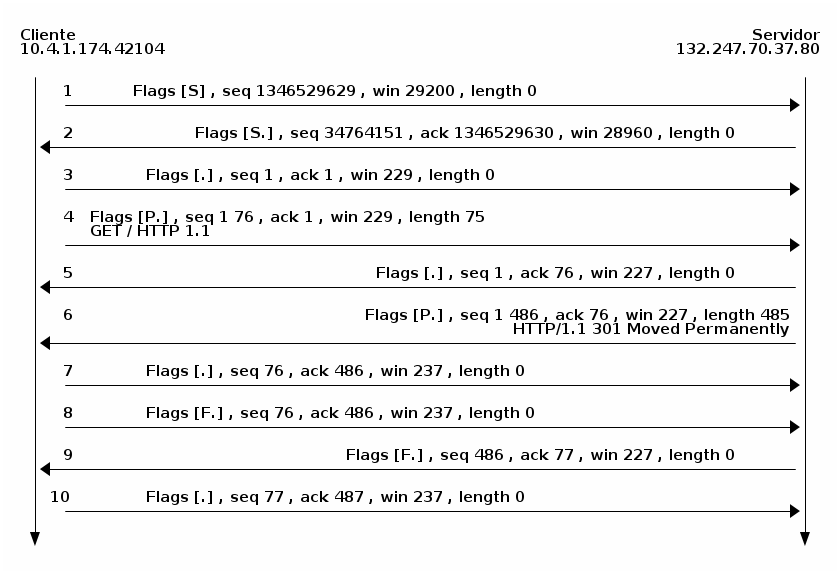 Cliente
10.4.1.174.42104
Servidor
132.247.70.37.80
1 Flags [S] , seq 1346529629 , win 29200 , length 0
2 Flags [S.] , seq 34764151 , ack 1346529630 , win 28960 , length 0
3 Flags [.] , seq 1 , ack 1 , win 229 , length 0
4 Flags [P.] , seq 1 76 , ack 1 , win 229 , length 75
GET / HTTP 1.1
5 Flags [.] , seq 1 , ack 76 , win 227 , length 0
6 Flags [P.] , seq 1 486 , ack 76 , win 227 , length 485
HTTP/1.1 301 Moved Permanently
7 Flags [.] , seq 76 , ack 486 , win 237 , length 0
8 Flags [F.] , seq 76 , ack 486 , win 237 , length 0
9 Flags [F.] , seq 486 , ack 77 , win 227 , length 0
10 Flags [.] , seq 77 , ack 487 , win 237 , length 0